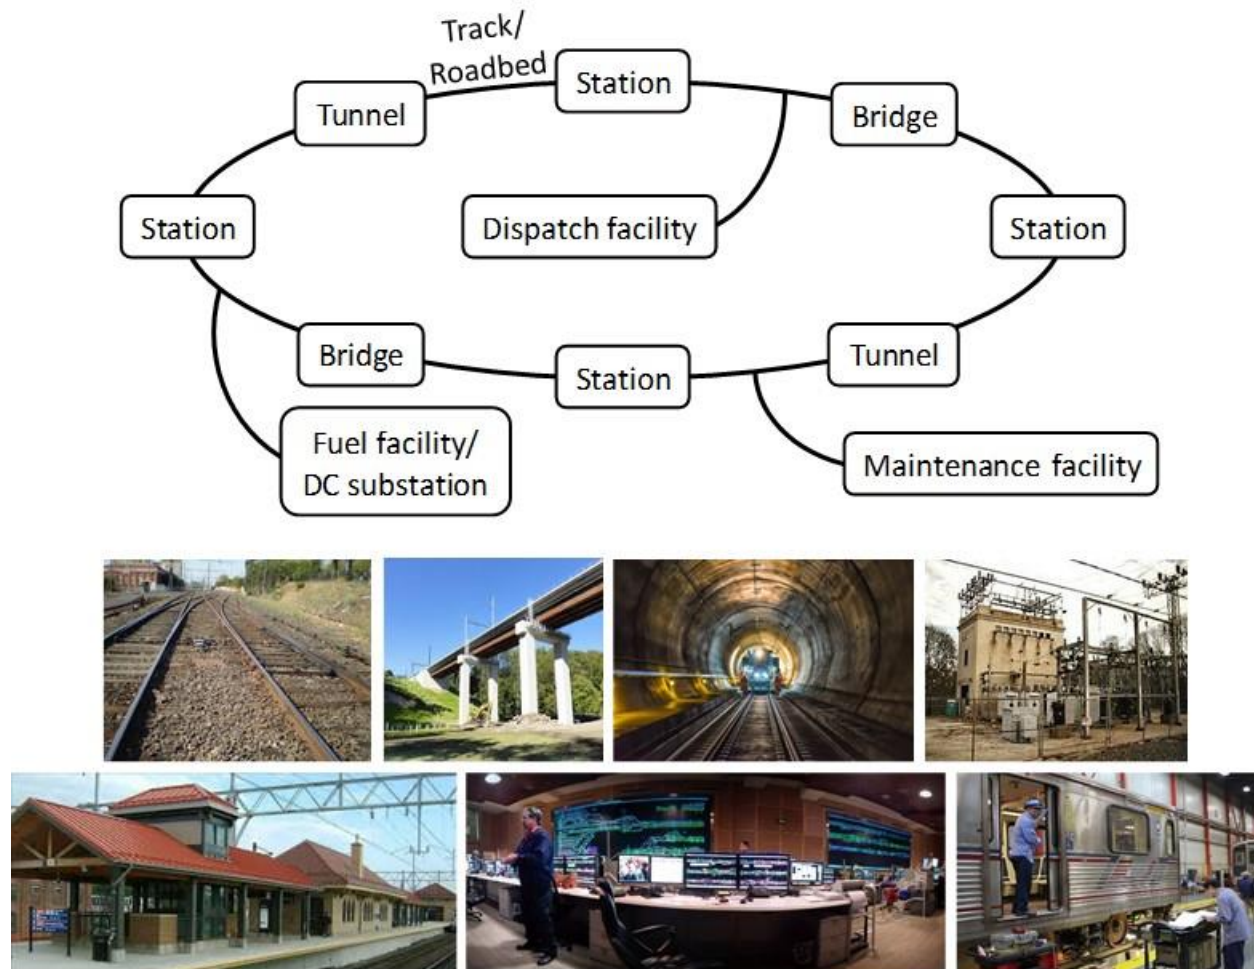 Track/
Roadbed
Station
Tunnel
Bridge
Station
Dispatch facility
Station
Bridge
Station
Tunnel
Fuel facility/
DC substation
Maintenance facility